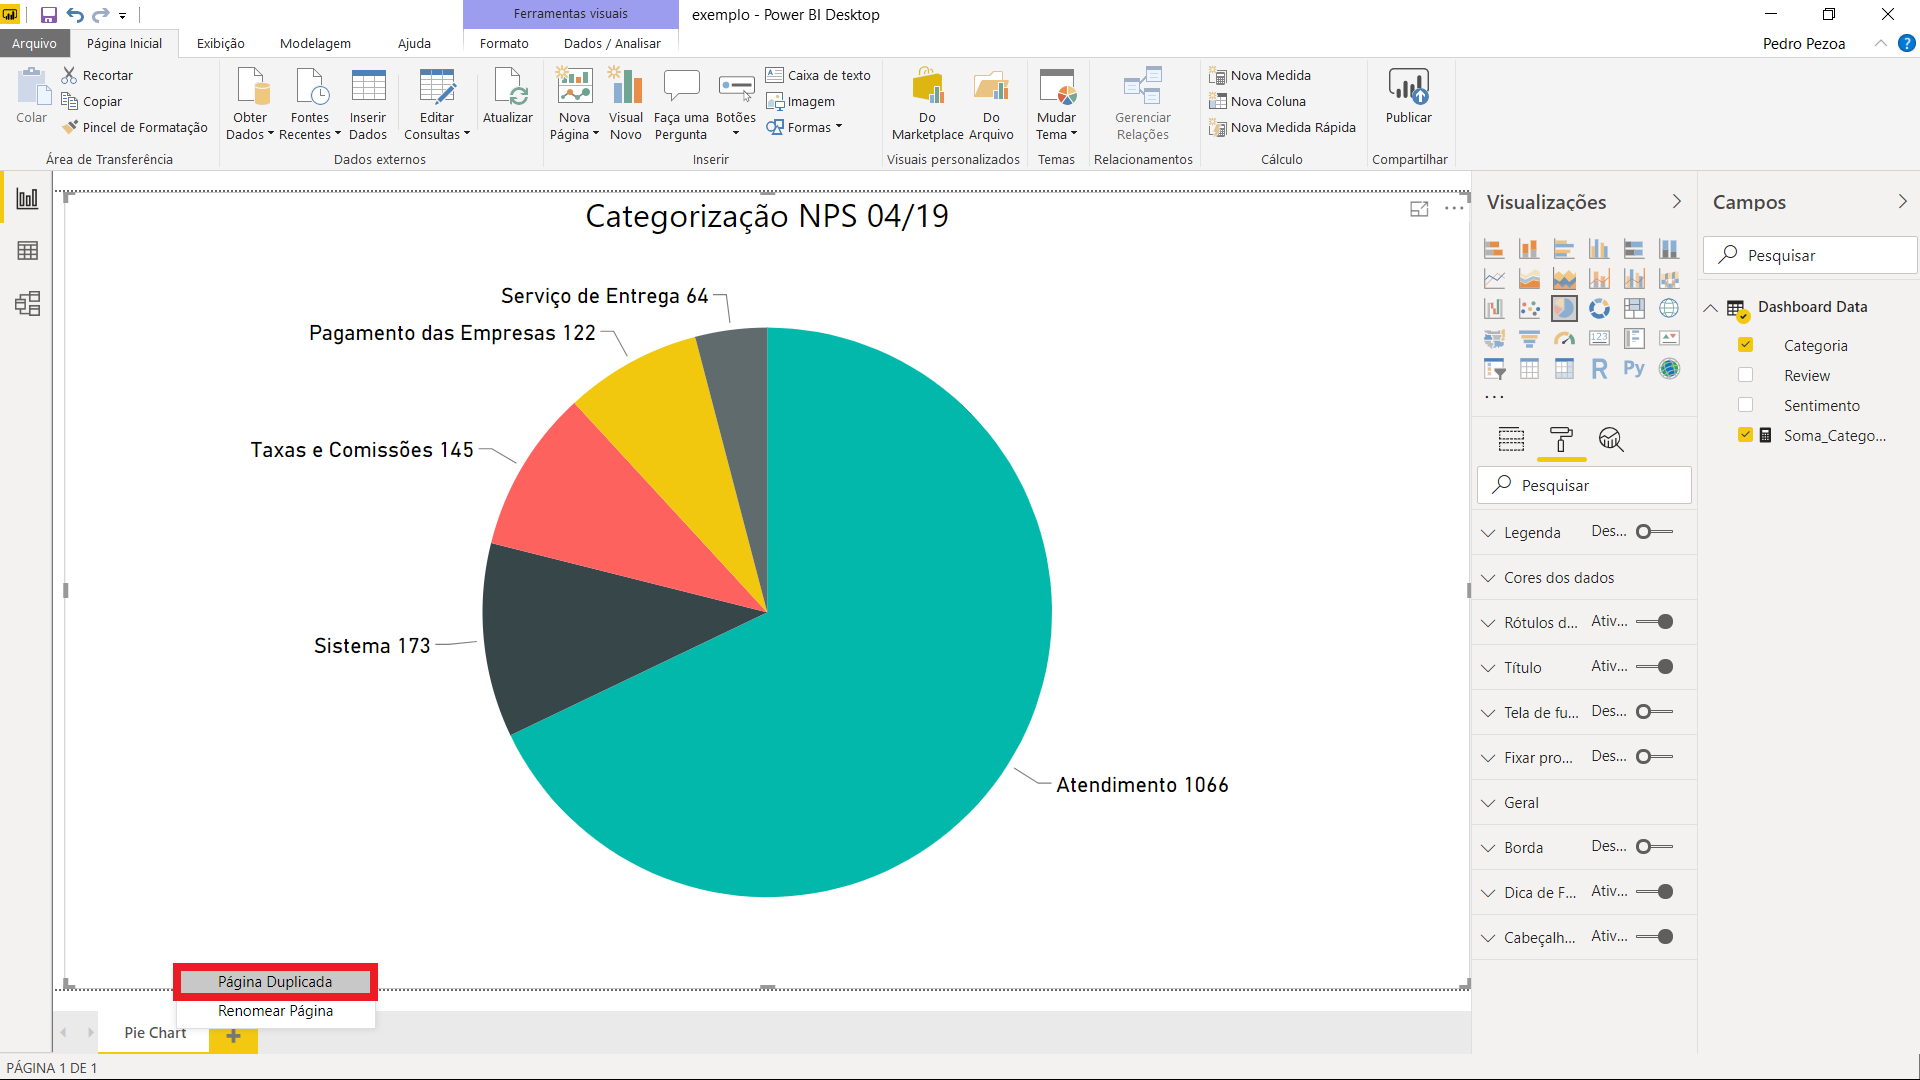 Ferramentas visuais
exemplo - Power BI Desktop
Arquivo
Página Inicial
Exibição
Modelagem
Ajuda
Formato
Dados / Analisar
Pedro Pezoa
?
Colar
Recortar
Copiar
Pincel de Formatação
Área de Transferência
Obter
Dados
Fontes
Recentes
Inserir
Dados
Editar
Consultas
Atualizar
Dados externos
Nova
Página
Visual
Novo
Faça uma
Pergunta
Botões
Caixa de texto
Imagem
Formas
Inserir
Do
Marketplace
Do
Arquivo
Visuais personalizados
Mudar
Tema
Temas
Gerenciar
Relações
Relacionamentos
Nova Medida
Nova Coluna
Nova Medida Rápida
Cálculo
Publicar
Compartilhar
Categorização NPS 04/19
Serviço de Entrega 64
Pagamento das Empresas 122
Taxas e Comissões 145
Sistema 173
Atendimento 1066
Página Duplicada
Renomear Página
Pie Chart
PÁGINA 1 DE 1
Visualizações
123
R
Py
...
Pesquisar
Legenda Des...
Cores dos dados
Rótulos d... Ativ...
Título Ativ...
Tela de fu... Des...
Fixar pro... Des...
Geral
Borda Des...
Dica de F... Ativ...
Cabeçalh... Ativ...
Campos
Pesquisar
Dashboard Data
Categoria
Review
Sentimento
Soma_Catego...